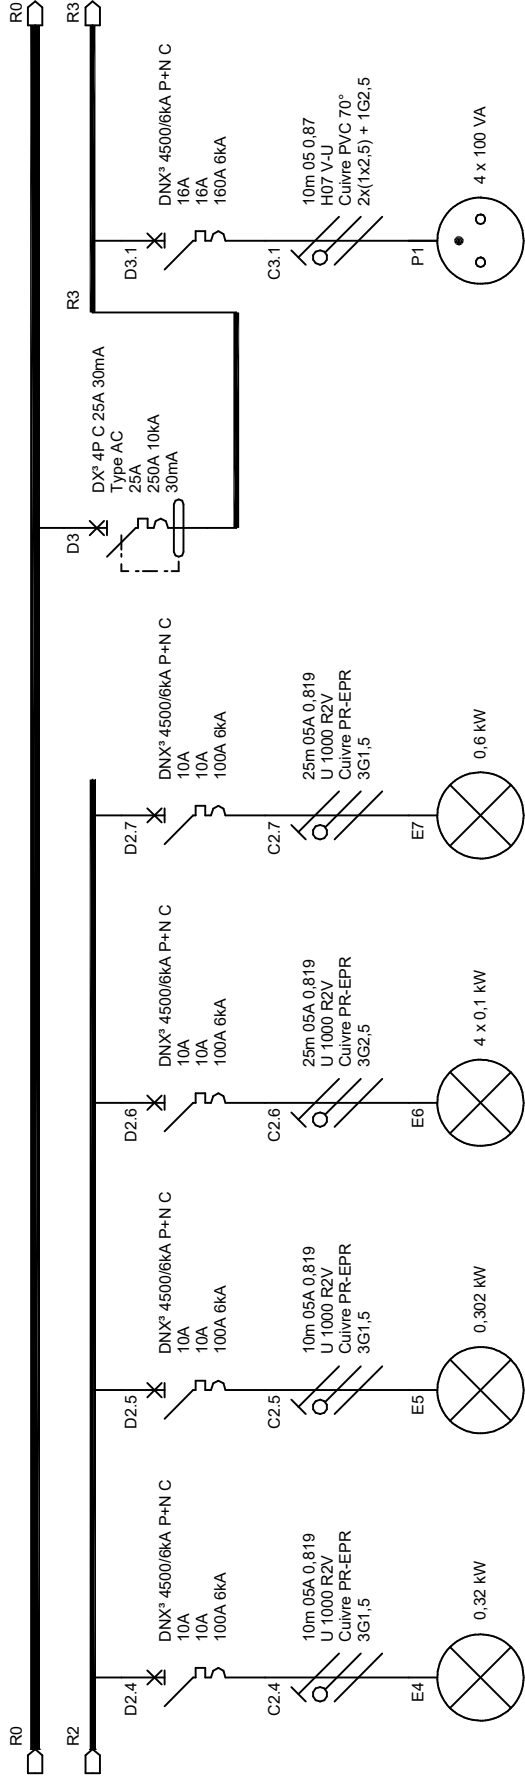 R0
R2
D2.4
DNX³ 4500/6kA P+N C
10A
10A
100A 6kA
C2.4
10m 05A 0,819
U 1000 R2V
Cuivre PR-EPR
3G1,5
E4
0,32 kW
D2.5
DNX³ 4500/6kA P+N C
10A
10A
100A 6kA
C2.5
10m 05A 0,819
U 1000 R2V
Cuivre PR-EPR
3G1,5
E5
0,302 kW
D2.6
DNX³ 4500/6kA P+N C
10A
10A
100A 6kA
C2.6
25m 05A 0,819
U 1000 R2V
Cuivre PR-EPR
3G2,5
E6
4 x 0,1 kW
D2.7
DNX³ 4500/6kA P+N C
10A
10A
100A 6kA
C2.7
25m 05A 0,819
U 1000 R2V
Cuivre PR-EPR
3G1,5
E7
0,6 kW
D3
DX³ 4P C 25A 30mA
Type AC
25A
250A 10kA
30mA
R3
D3.1
DNX³ 4500/6kA P+N C
16A
16A
160A 6kA
C3.1
10m 05 0,87
H07 V-U
Cuivre PVC 70°
2x(1x2,5) + 1G2,5
P1
4 x 100 VA
R0
R3